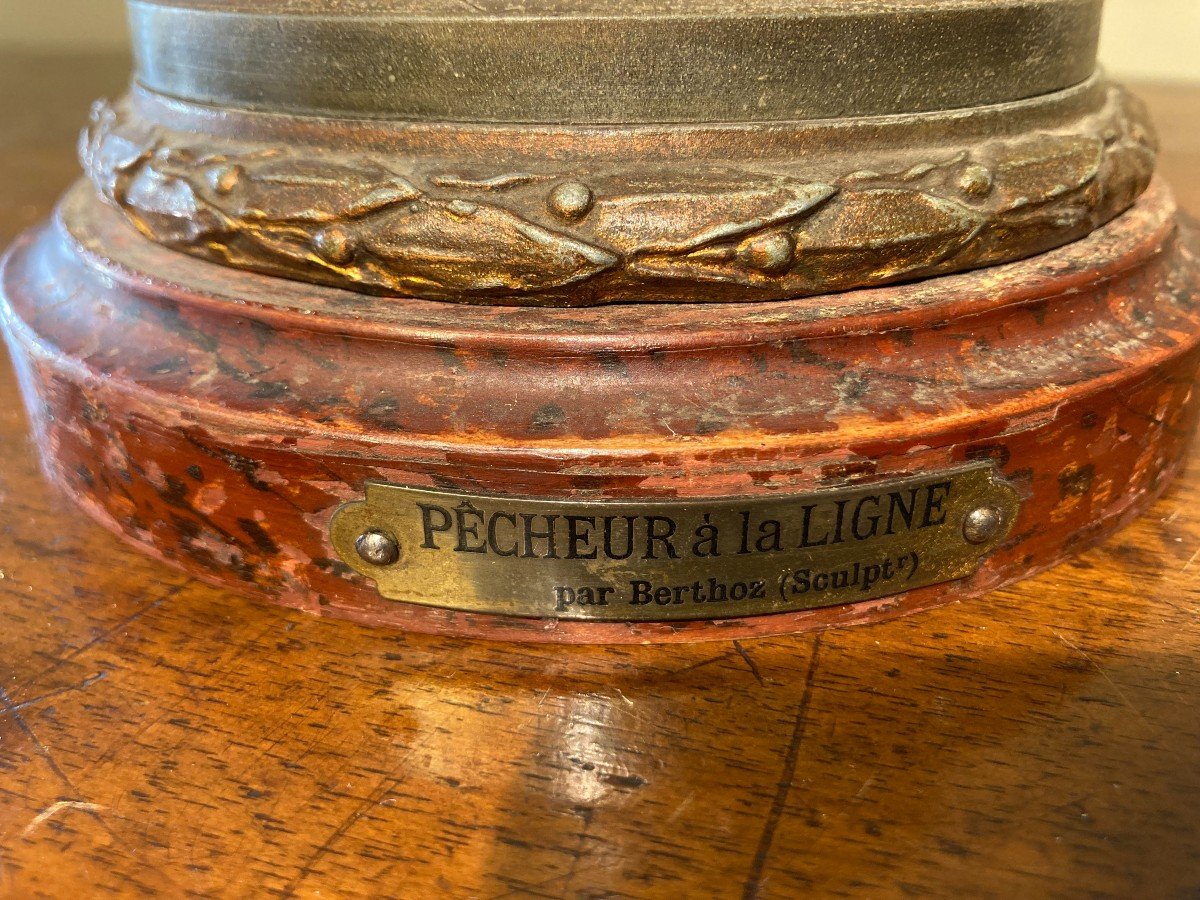 PÊCHEUR à la LIGNE
par Berthoz (Sculptʳ)